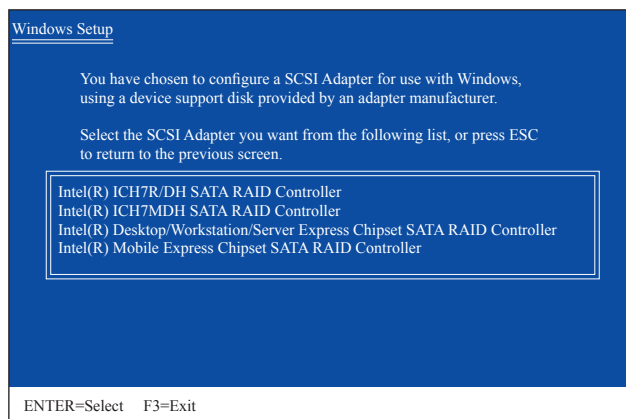 Windows Setup
You have chosen to configure a SCSI Adapter for use with Windows,
using a device support disk provided by an adapter manufacturer.
Select the SCSI Adapter you want from the following list, or press ESC
to return to the previous screen.
Intel(R) ICH7R/DH SATA RAID Controller
Intel(R) ICH7MDH SATA RAID Controller
Intel(R) Desktop/Workstation/Server Express Chipset SATA RAID Controller
Intel(R) Mobile Express Chipset SATA RAID Controller
ENTER=Select F3=Exit